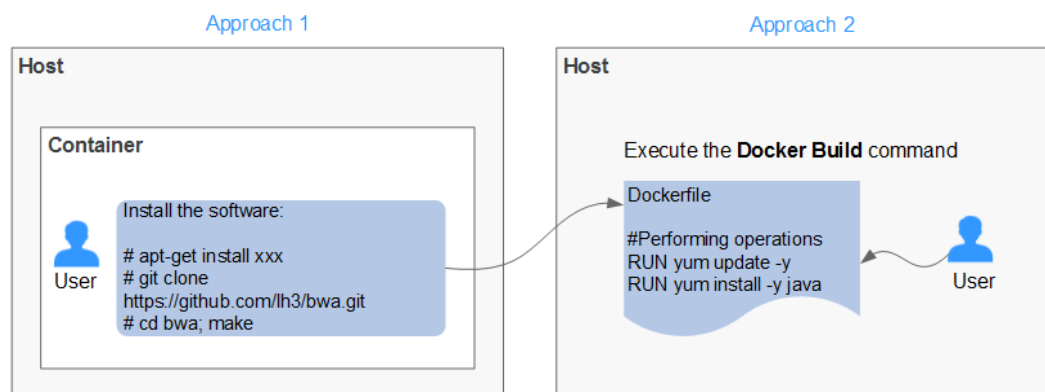 Approach 1
Host
Container
Install the software:
# apt-get install xxx
# git clone
https://github.com/lh3/bwa.git
# cd bwa; make
User
Approach 2
Host
Execute the Docker Build command
Dockerfile
#Performing operations
RUN yum update -y
RUN yum install -y java
User